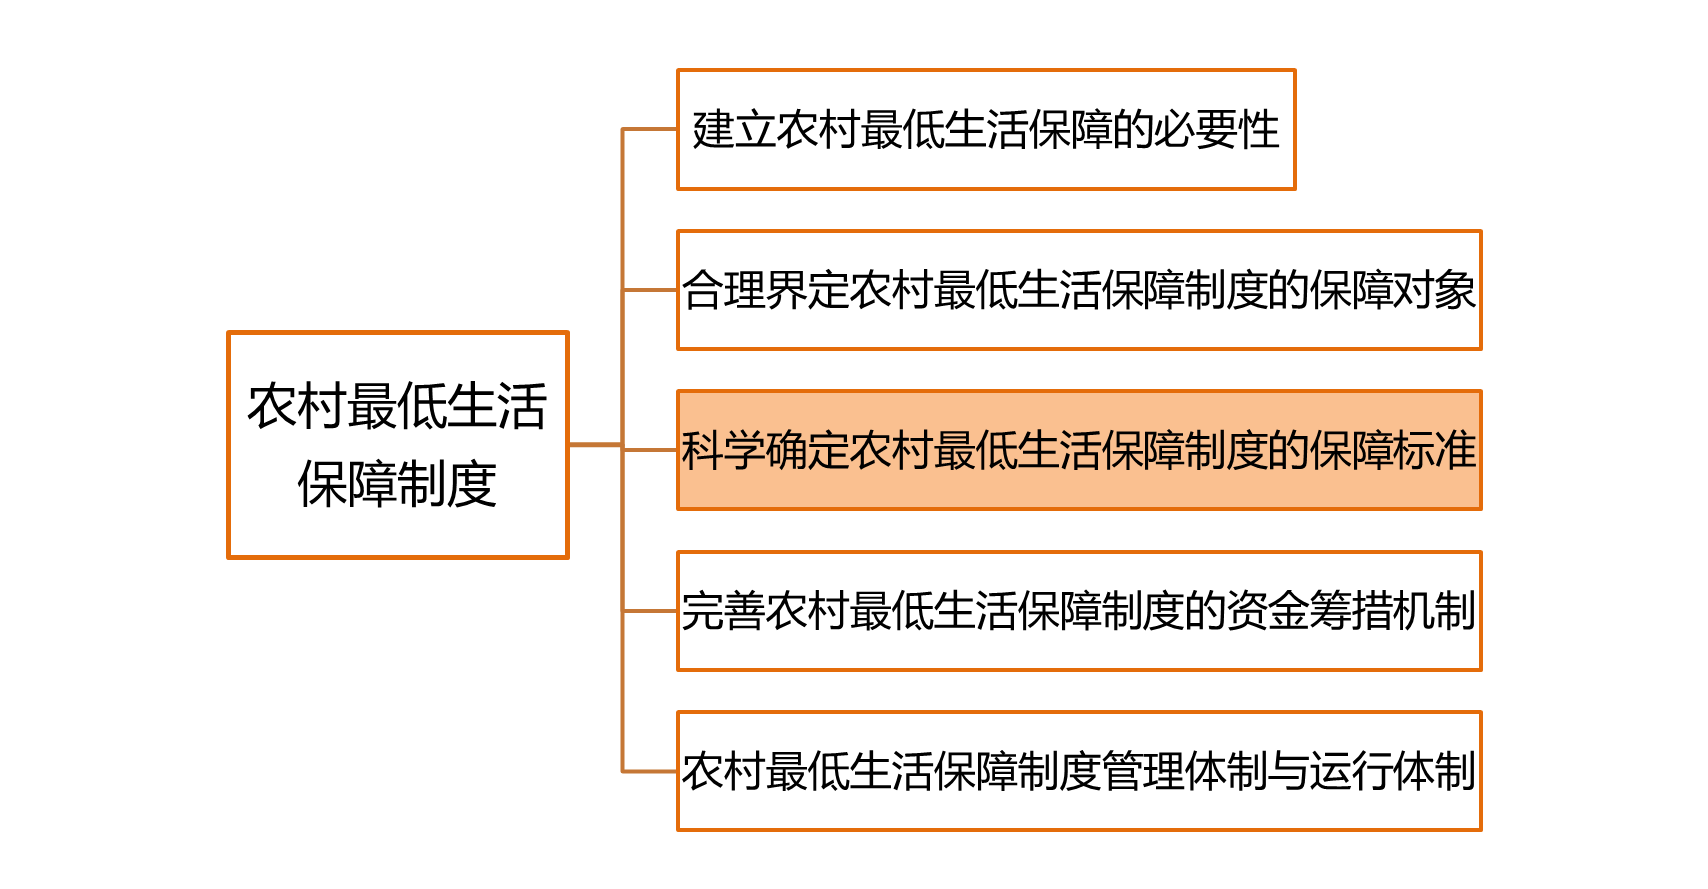 农村最低生活
保障制度
建立农村最低生活保障的必要性
合理界定农村最低生活保障制度的保障对象
科学确定农村最低生活保障制度的保障标准
完善农村最低生活保障制度的资金筹措机制
农村最低生活保障制度管理体制与运行体制